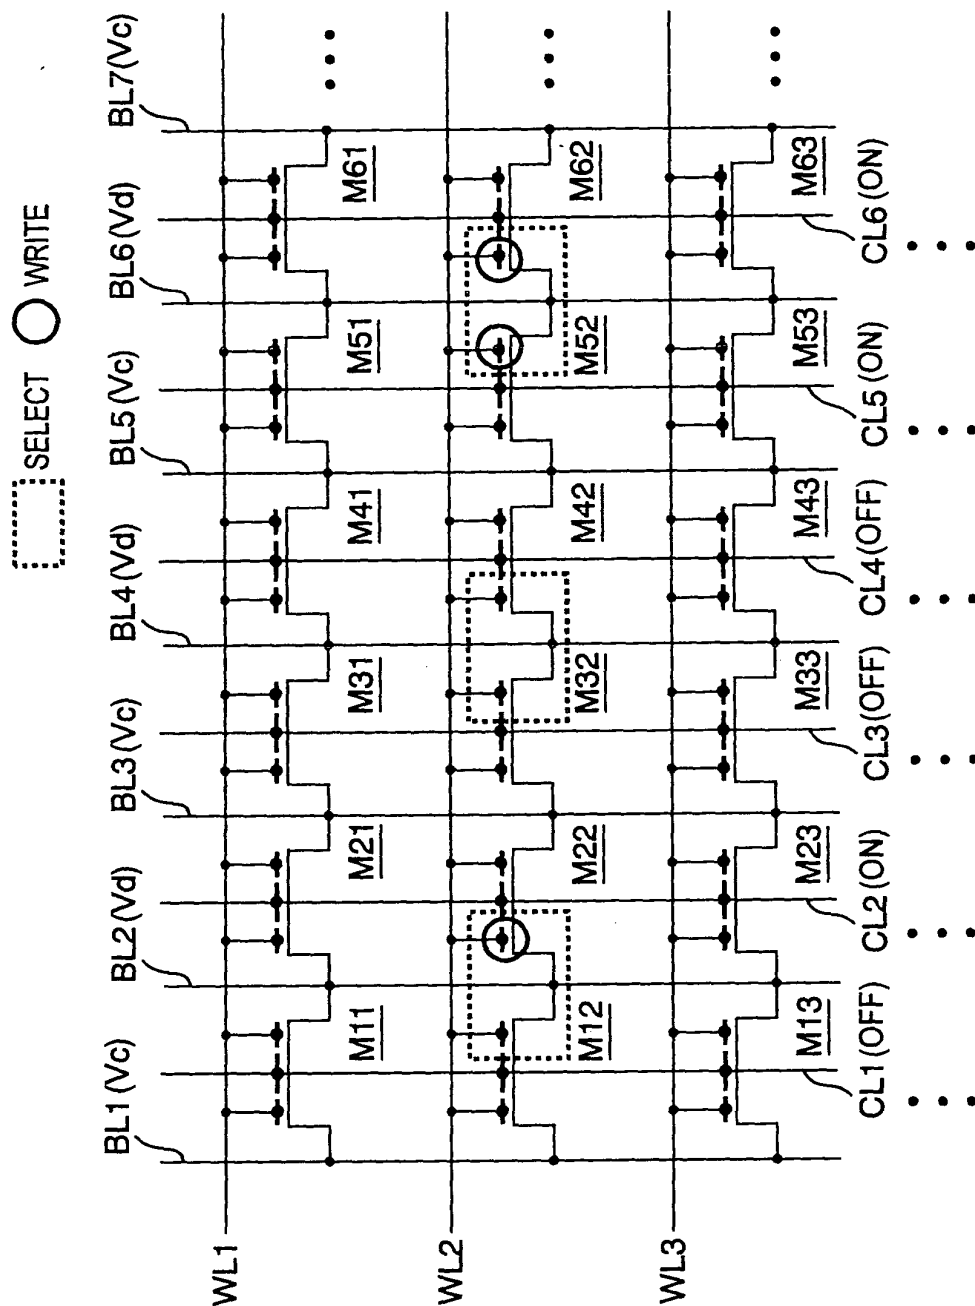 SELECT WRITE
BL1 (Vc) BL2 (Vd) BL3 (Vc) BL4 (Vd) BL5 (Vc) BL6 (Vd) BL7 (Vc)
WL1
M11 M21 M31 M41 M51 M61
WL2
M12 M22 M32 M42 M52 M62
WL3
M13 M23 M33 M43 M53 M63
CL1 (OFF) CL2 (ON) CL3 (OFF) CL4 (OFF) CL5 (ON) CL6 (ON)